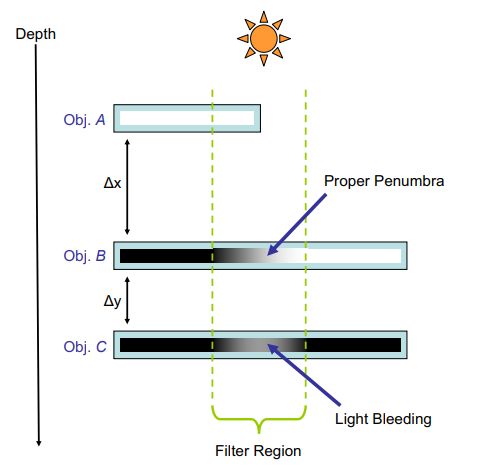 Depth
Obj. A
Δx
Proper Penumbra
Obj. B
Δy
Obj. C
Light Bleeding
Filter Region